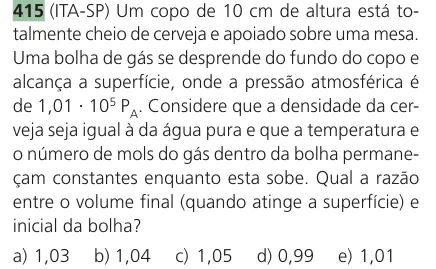 415 (ITA-SP) Um copo de 10 cm de altura está to-
talmente cheio de cerveja e apoiado sobre uma mesa.
Uma bolha de gás se desprende do fundo do copo e
alcança a superfície, onde a pressão atmosférica é
de 1,01 · 10⁵ P_A. Considere que a densidade da cer-
veja seja igual à da água pura e que a temperatura e
o número de mols do gás dentro da bolha permane-
çam constantes enquanto esta sobe. Qual a razão
entre o volume final (quando atinge a superfície) e
inicial da bolha?
a) 1,03 b) 1,04 c) 1,05 d) 0,99 e) 1,01